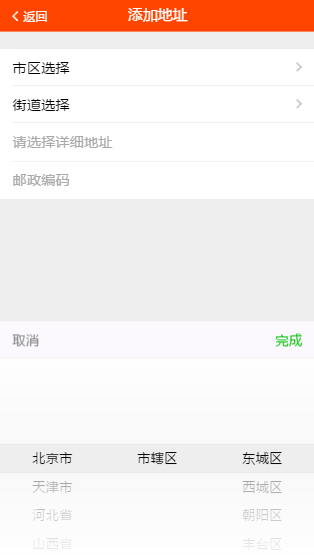 返回 添加地址
市区选择
街道选择
请选择详细地址
邮政编码
取消 完成
北京市 市辖区 东城区
天津市 西城区
河北省 朝阳区
山西省 丰台区